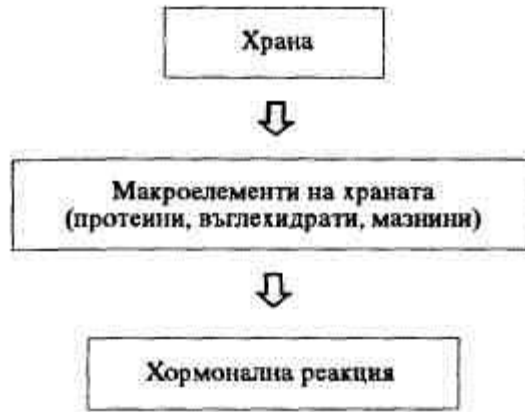 Храна
Макроелементи на храната
(протеини, въглехидрати, мазнини)
Хормонална реакция